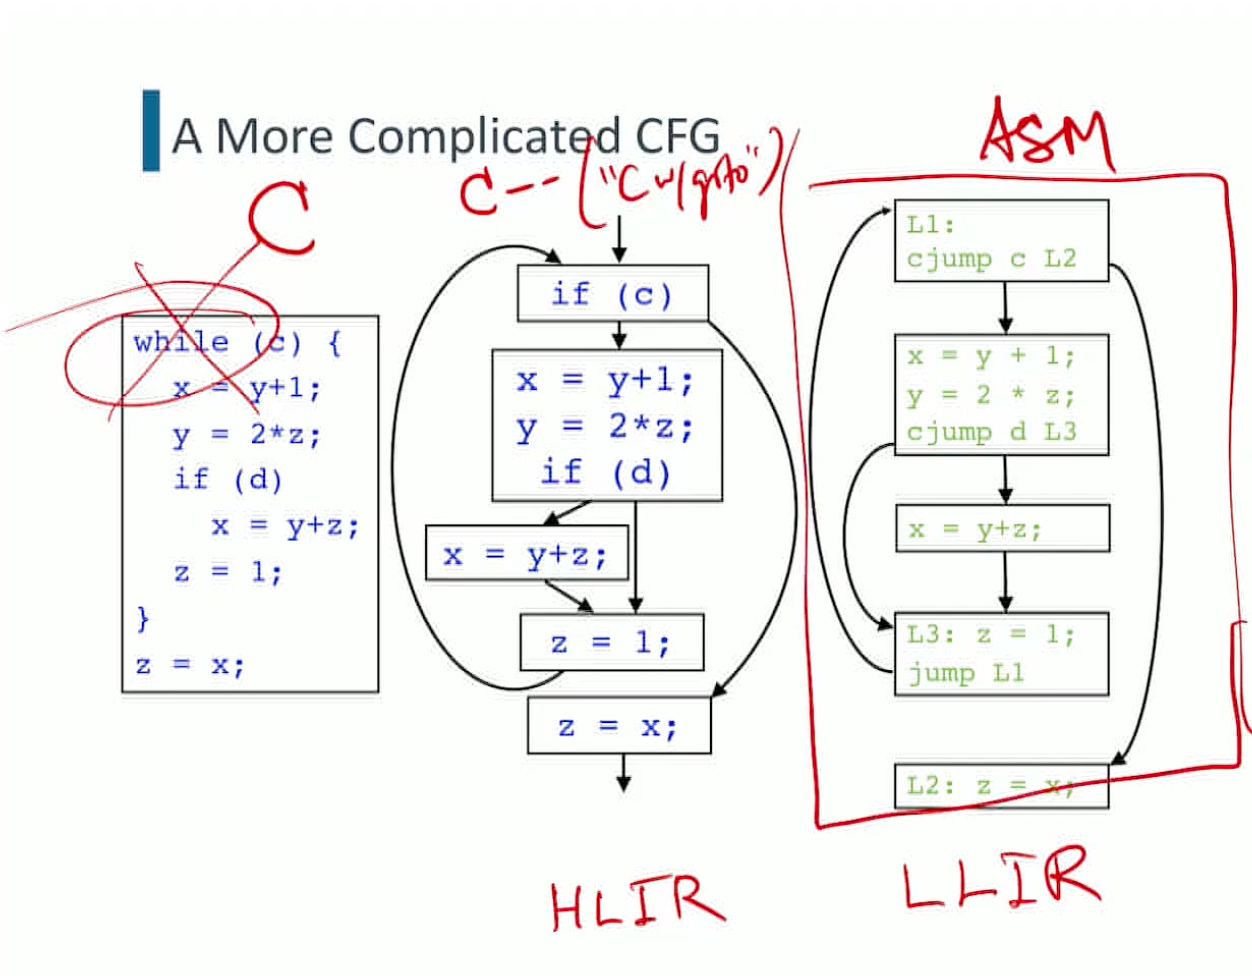 A More Complicated CFG
C
C-- ("C w/goto")
ASM
while (c) {
x = y+1;
y = 2*z;
if (d)
x = y+z;
z = 1;
}
z = x;
if (c)
x = y+1;
y = 2*z;
if (d)
x = y+z;
z = 1;
z = x;
HLIR
L1:
cjump c L2
x = y + 1;
y = 2 * z;
cjump d L3
x = y+z;
L3: z = 1;
jump L1
L2: z = x;
LLIR